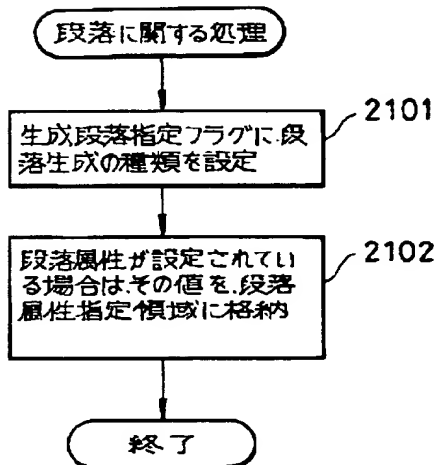 段落に関する処理
2101
生成段落指定フラグに、段
落生成の種類を設定
2102
段落属性が設定されてい
る場合は、その値を、段落
属性指定領域に格納
終了